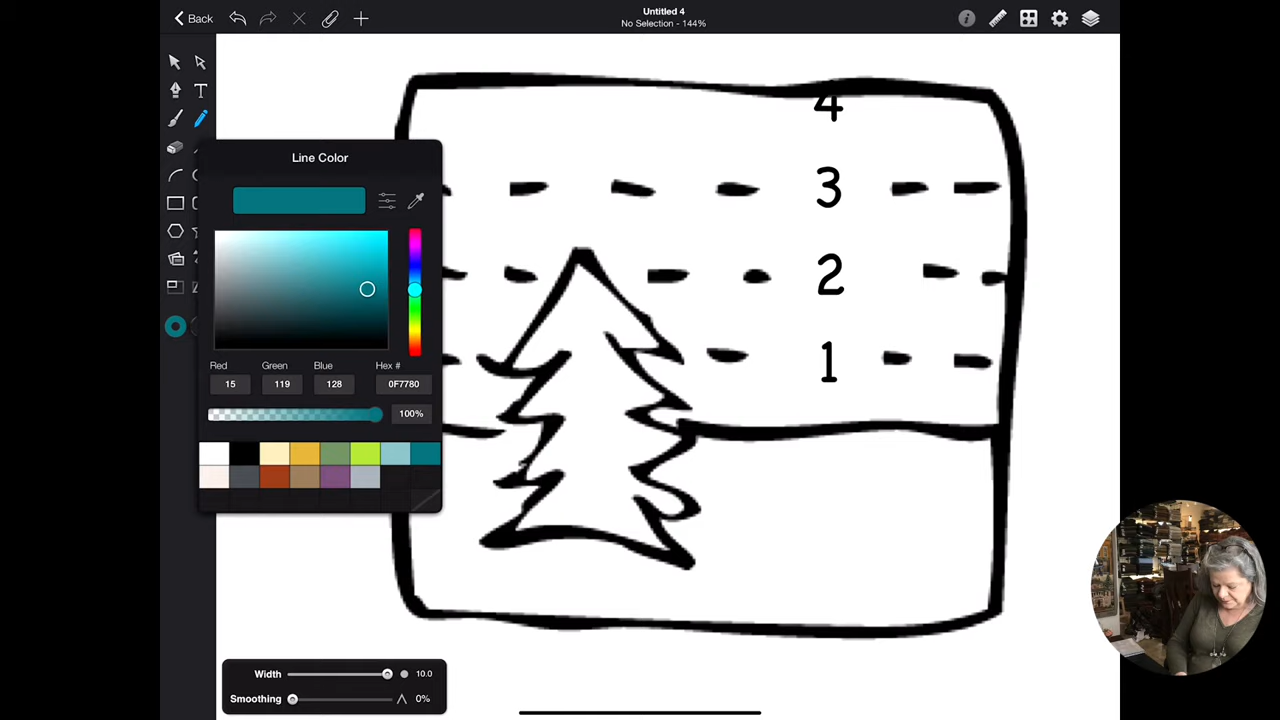 Back
Untitled 4
No Selection - 144%
T
Line Color
Red
Green
Blue
Hex #
15
119
128
0F7780
100%
4
3
2
1
Width
10.0
Smoothing
0%